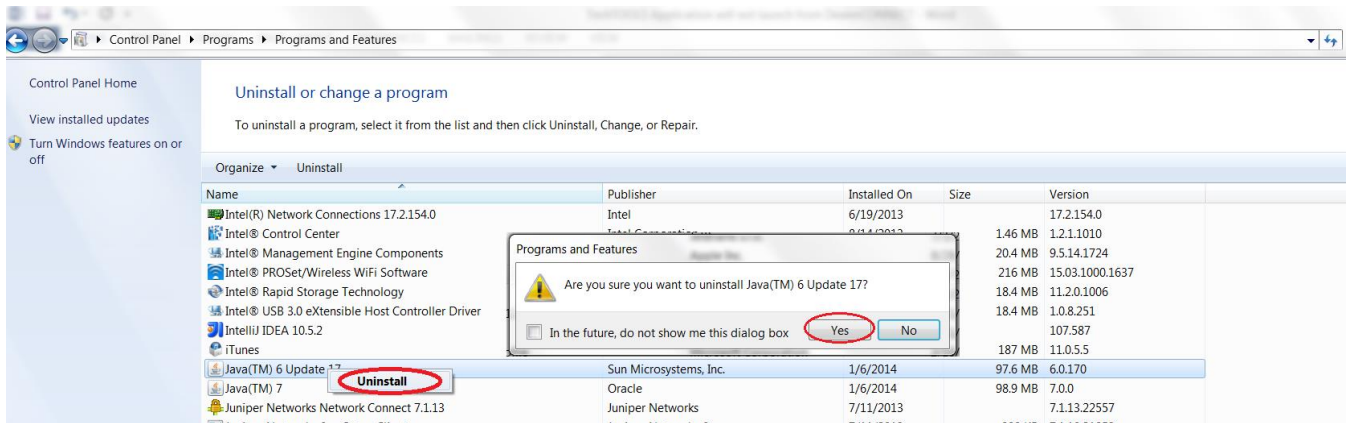 Control Panel ▸ Programs ▸ Programs and Features
Control Panel Home
View installed updates
Turn Windows features on or
off
Uninstall or change a program
To uninstall a program, select it from the list and then click Uninstall, Change, or Repair.
Organize Uninstall
Name Publisher Installed On Size Version
Intel(R) Network Connections 17.2.154.0 Intel 6/19/2013 17.2.154.0
Intel® Control Center 1.46 MB 1.2.1.1010
Intel® Management Engine Components 20.4 MB 9.5.14.1724
Intel® PROSet/Wireless WiFi Software 216 MB 15.03.1000.1637
Intel® Rapid Storage Technology 18.4 MB 11.2.0.1006
Intel® USB 3.0 eXtensible Host Controller Driver 18.4 MB 1.0.8.251
IntelliJ IDEA 10.5.2 107.587
iTunes 187 MB 11.0.5.5
Programs and Features
Are you sure you want to uninstall Java(TM) 6 Update 17?
In the future, do not show me this dialog box Yes No
Java(TM) 6 Update 17 Sun Microsystems, Inc. 1/6/2014 97.6 MB 6.0.170
Uninstall
Java(TM) 7 Oracle 1/6/2014 98.9 MB 7.0.0
Juniper Networks Network Connect 7.1.13 Juniper Networks 7/11/2013 7.1.13.22557